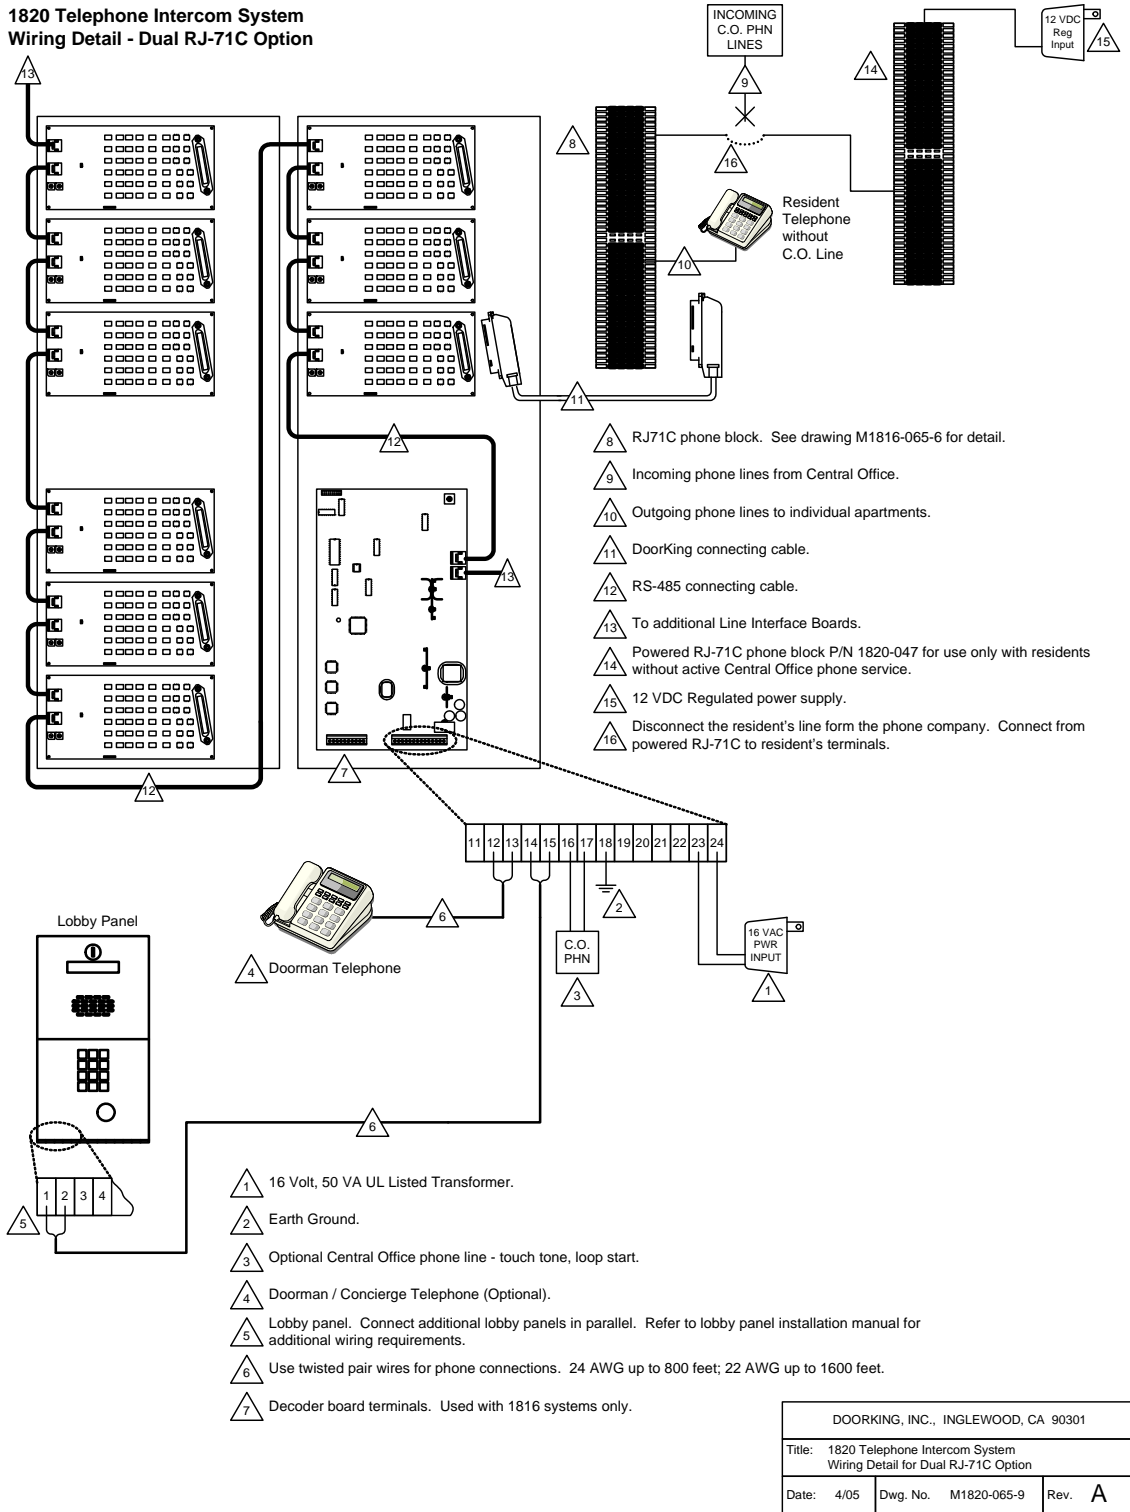 1820 Telephone Intercom System
Wiring Detail - Dual RJ-71C Option
13
INCOMING
C.O. PHN
LINES
9
12 VDC
Reg
Input
15
14
8
16
Resident
Telephone
without
C.O. Line
10
11
12
13
7
12
8 RJ71C phone block. See drawing M1816-065-6 for detail.
9 Incoming phone lines from Central Office.
10 Outgoing phone lines to individual apartments.
11 DoorKing connecting cable.
12 RS-485 connecting cable.
13 To additional Line Interface Boards.
14 Powered RJ-71C phone block P/N 1820-047 for use only with residents
without active Central Office phone service.
15 12 VDC Regulated power supply.
16 Disconnect the resident's line form the phone company. Connect from
powered RJ-71C to resident's terminals.
11 12 13 14 15 16 17 18 19 20 21 22 23 24
6
2
C.O.
PHN
3
16 VAC
PWR
INPUT
1
4 Doorman Telephone
Lobby Panel
6
1 2 3 4
5
1 16 Volt, 50 VA UL Listed Transformer.
2 Earth Ground.
3 Optional Central Office phone line - touch tone, loop start.
4 Doorman / Concierge Telephone (Optional).
5 Lobby panel. Connect additional lobby panels in parallel. Refer to lobby panel installation manual for
additional wiring requirements.
6 Use twisted pair wires for phone connections. 24 AWG up to 800 feet; 22 AWG up to 1600 feet.
7 Decoder board terminals. Used with 1816 systems only.
DOORKING, INC., INGLEWOOD, CA 90301
Title: 1820 Telephone Intercom System
Wiring Detail for Dual RJ-71C Option
Date: 4/05 Dwg. No. M1820-065-9 Rev. A